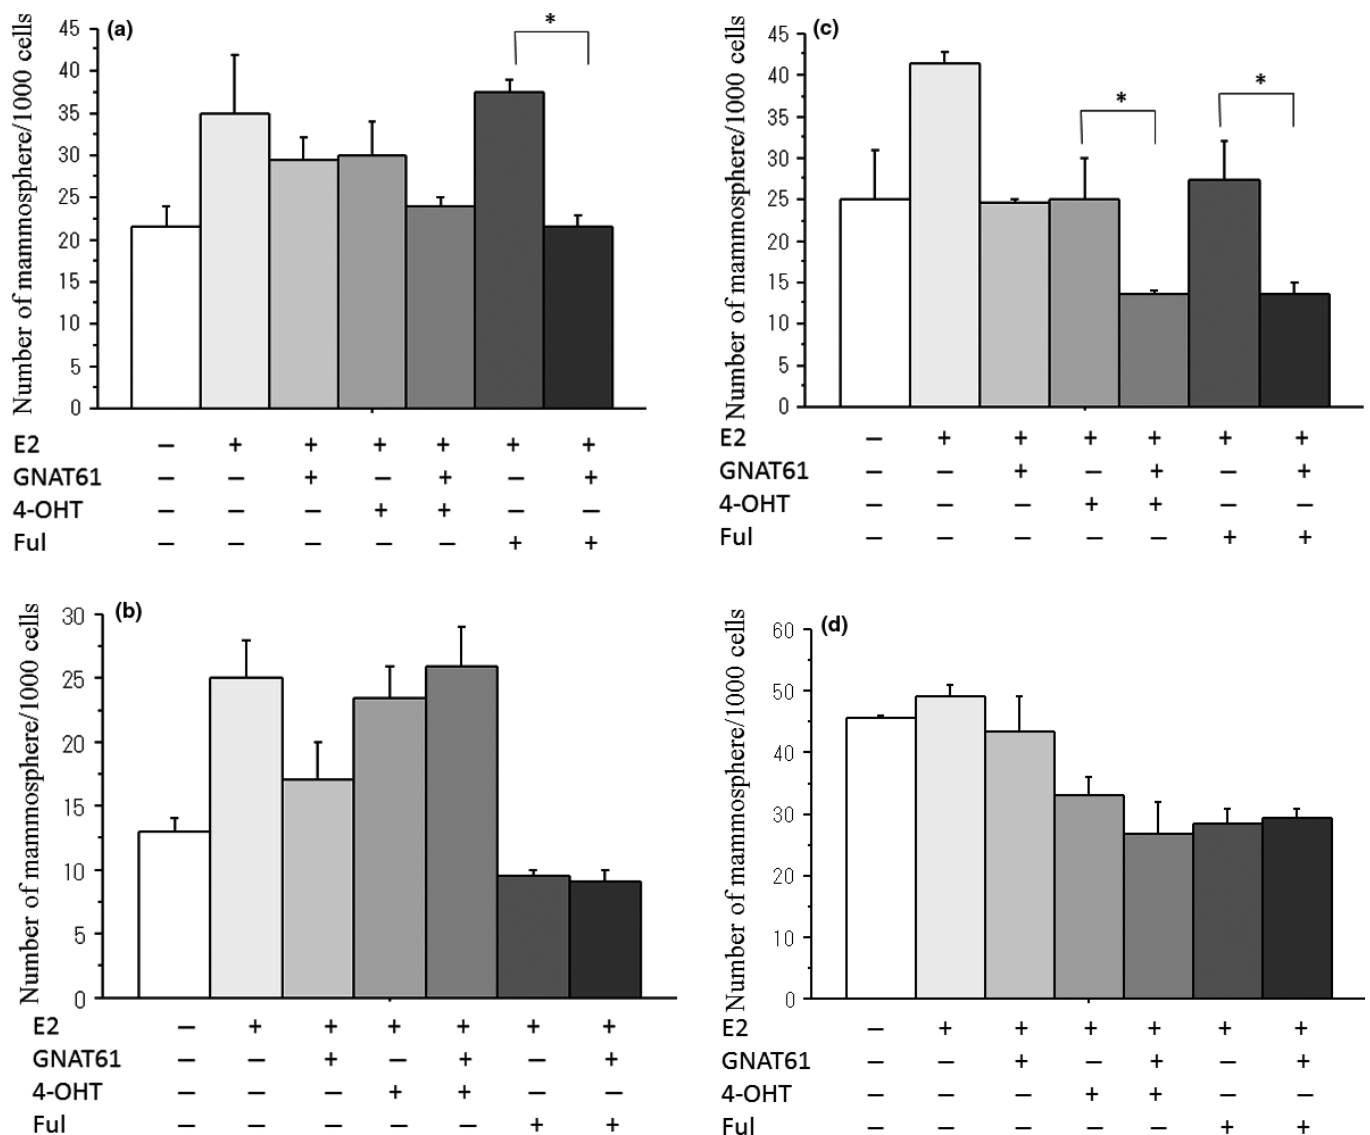 (a)
*
Number of mammosphere/1000 cells
45
40
35
30
25
20
15
10
5
0
E2 – + + + + + +
GNAT61 – – + – + – +
4-OHT – – – + + – –
Ful – – – – – + +
(b)
Number of mammosphere/1000 cells
30
25
20
15
10
5
0
E2 – + + + + + +
GNAT61 – – + – + – +
4-OHT – – – + + – –
Ful – – – – – + +
(c)
*
*
Number of mammosphere/1000 cells
45
40
35
30
25
20
15
10
5
0
E2 – + + + + + +
GNAT61 – – + – + – +
4-OHT – – – + + – –
Ful – – – – – + +
(d)
Number of mammosphere/1000 cells
60
50
40
30
20
10
0
E2 – + + + + + +
GNAT61 – – + – + – +
4-OHT – – – + + – –
Ful – – – – – + +